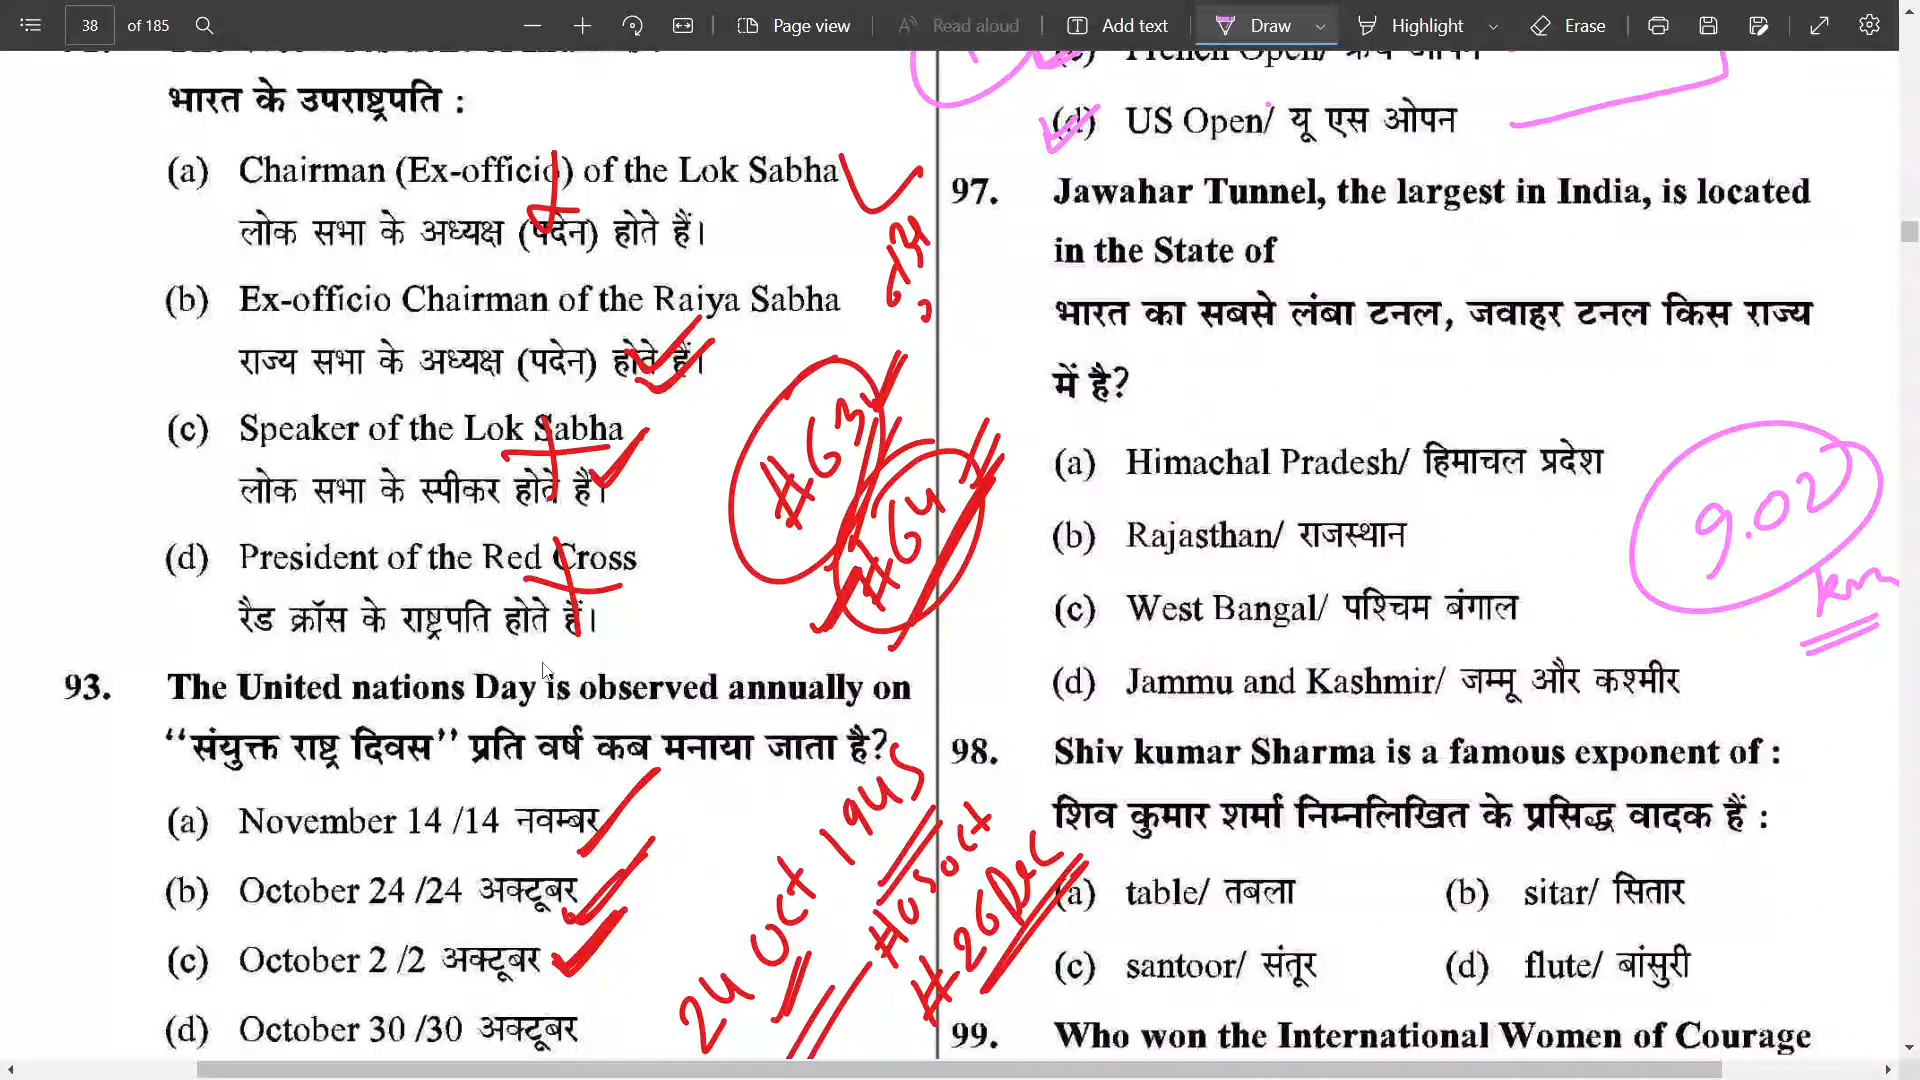 38 of 185 Page view Read aloud Add text Draw Highlight Erase
भारत के उपराष्ट्रपति :
(a) Chairman (Ex-officio) of the Lok Sabha
लोक सभा के अध्यक्ष (पदेन) होते हैं।
(b) Ex-officio Chairman of the Raiya Sabha
राज्य सभा के अध्यक्ष (पदेन) होते हैं।
(c) Speaker of the Lok Sabha
लोक सभा के स्पीकर होते हैं।
(d) President of the Red Cross
रैड क्रॉस के राष्ट्रपति होते हैं।
#63
#64
93. The United nations Day is observed annually on
“संयुक्त राष्ट्र दिवस” प्रति वर्ष कब मनाया जाता है?
(a) November 14 /14 नवम्बर
(b) October 24 /24 अक्टूबर
(c) October 2 /2 अक्टूबर
(d) October 30 /30 अक्टूबर
24 Oct 1945
#05 Oct
#26 Dec
(c) French Open/
(d) US Open/ यू एस ओपन
97. Jawahar Tunnel, the largest in India, is located
in the State of
भारत का सबसे लंबा टनल, जवाहर टनल किस राज्य
में है?
(a) Himachal Pradesh/ हिमाचल प्रदेश
(b) Rajasthan/ राजस्थान
(c) West Bangal/ पश्चिम बंगाल
(d) Jammu and Kashmir/ जम्मू और कश्मीर
9.02
km
98. Shiv kumar Sharma is a famous exponent of :
शिव कुमार शर्मा निम्नलिखित के प्रसिद्ध वादक हैं :
(a) table/ तबला (b) sitar/ सितार
(c) santoor/ संतूर (d) flute/ बांसुरी
99. Who won the International Women of Courage